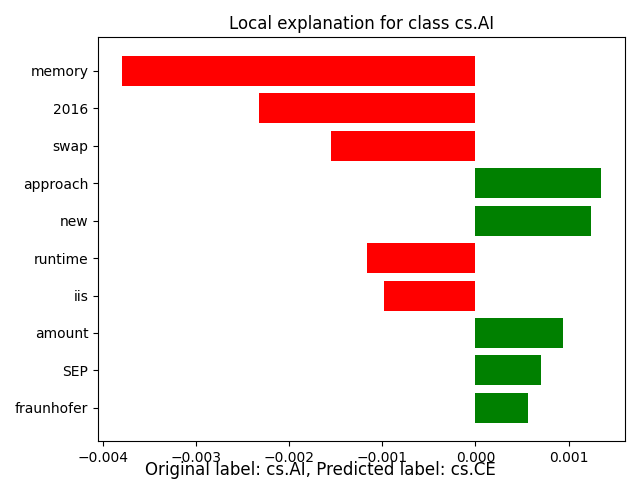 Local explanation for class cs.AI
memory
2016
swap
approach
new
runtime
iis
amount
SEP
fraunhofer
−0.004 −0.003 −0.002 −0.001 0.000 0.001
Original label: cs.AI, Predicted label: cs.CE